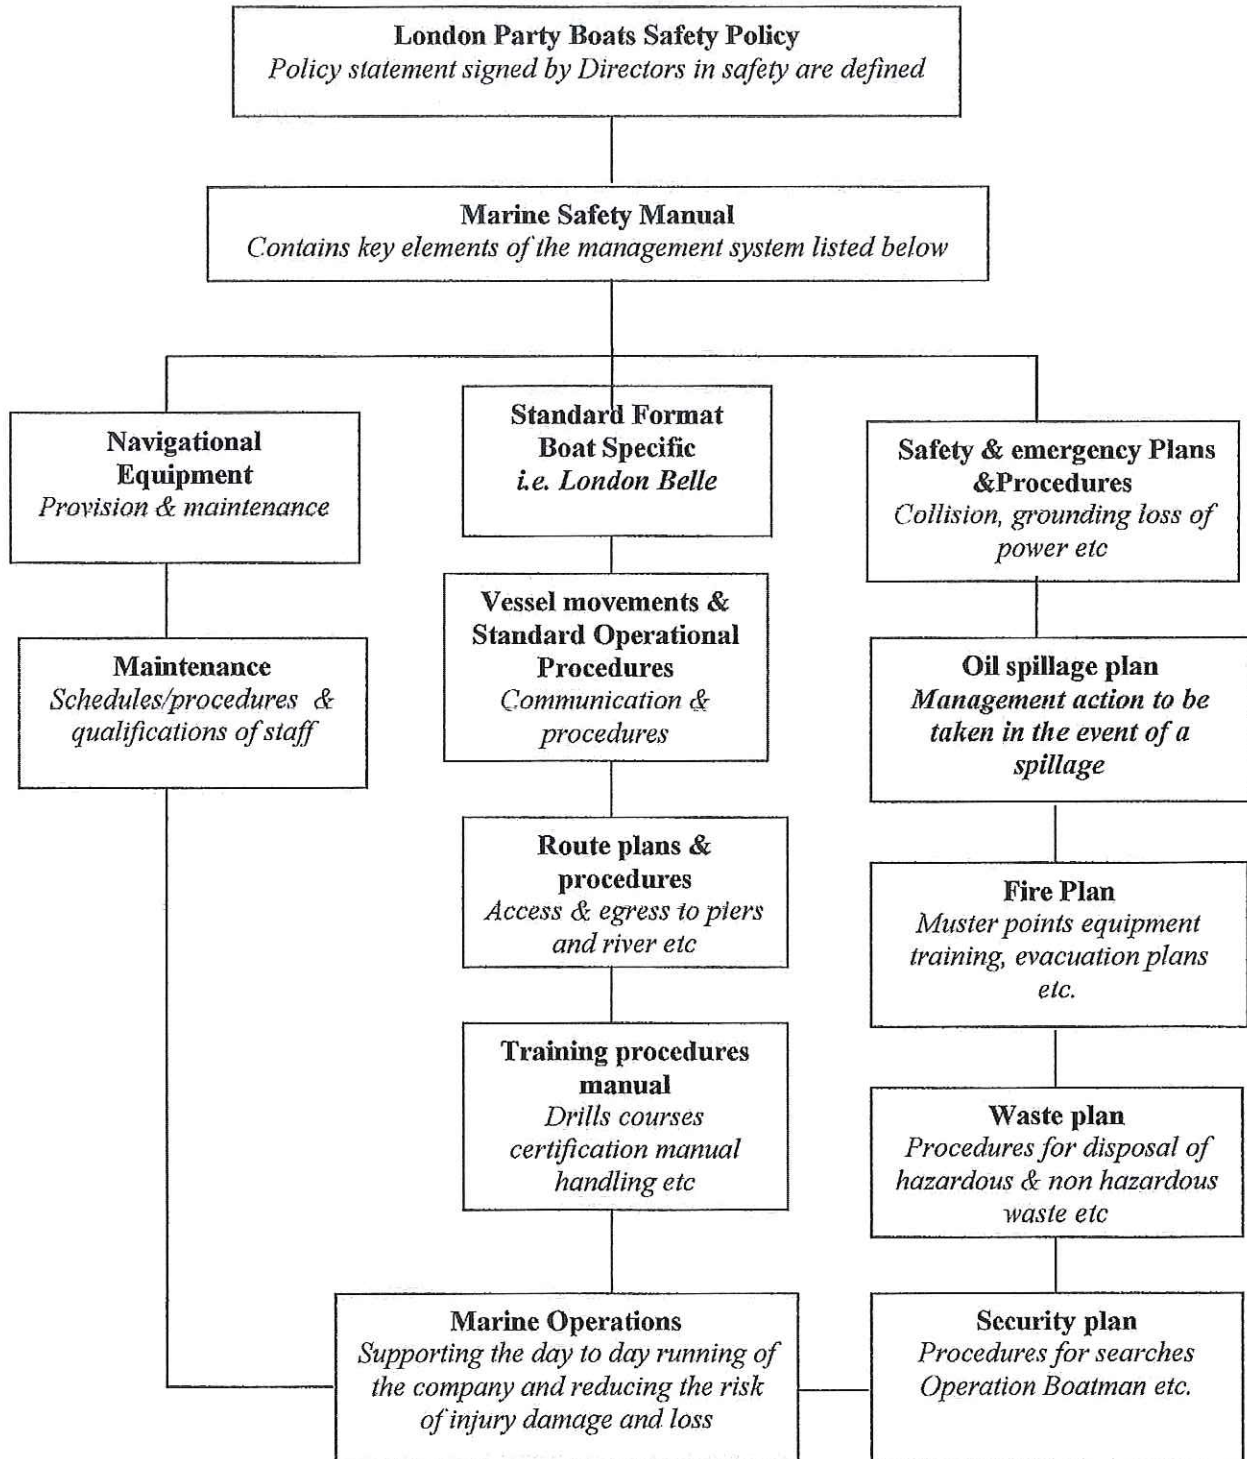 London Party Boats Safety Policy
Policy statement signed by Directors in safety are defined
Marine Safety Manual
Contains key elements of the management system listed below
Navigational
Equipment
Provision & maintenance
Maintenance
Schedules/procedures &
qualifications of staff
Standard Format
Boat Specific
i.e. London Belle
Vessel movements &
Standard Operational
Procedures
Communication &
procedures
Route plans &
procedures
Access & egress to piers
and river etc
Training procedures
manual
Drills courses
certification manual
handling etc
Safety & emergency Plans
&Procedures
Collision, grounding loss of
power etc
Oil spillage plan
Management action to be
taken in the event of a
spillage
Fire Plan
Muster points equipment
training, evacuation plans
etc.
Waste plan
Procedures for disposal of
hazardous & non hazardous
waste etc
Security plan
Procedures for searches
Operation Boatman etc.
Marine Operations
Supporting the day to day running of
the company and reducing the risk
of injury damage and loss